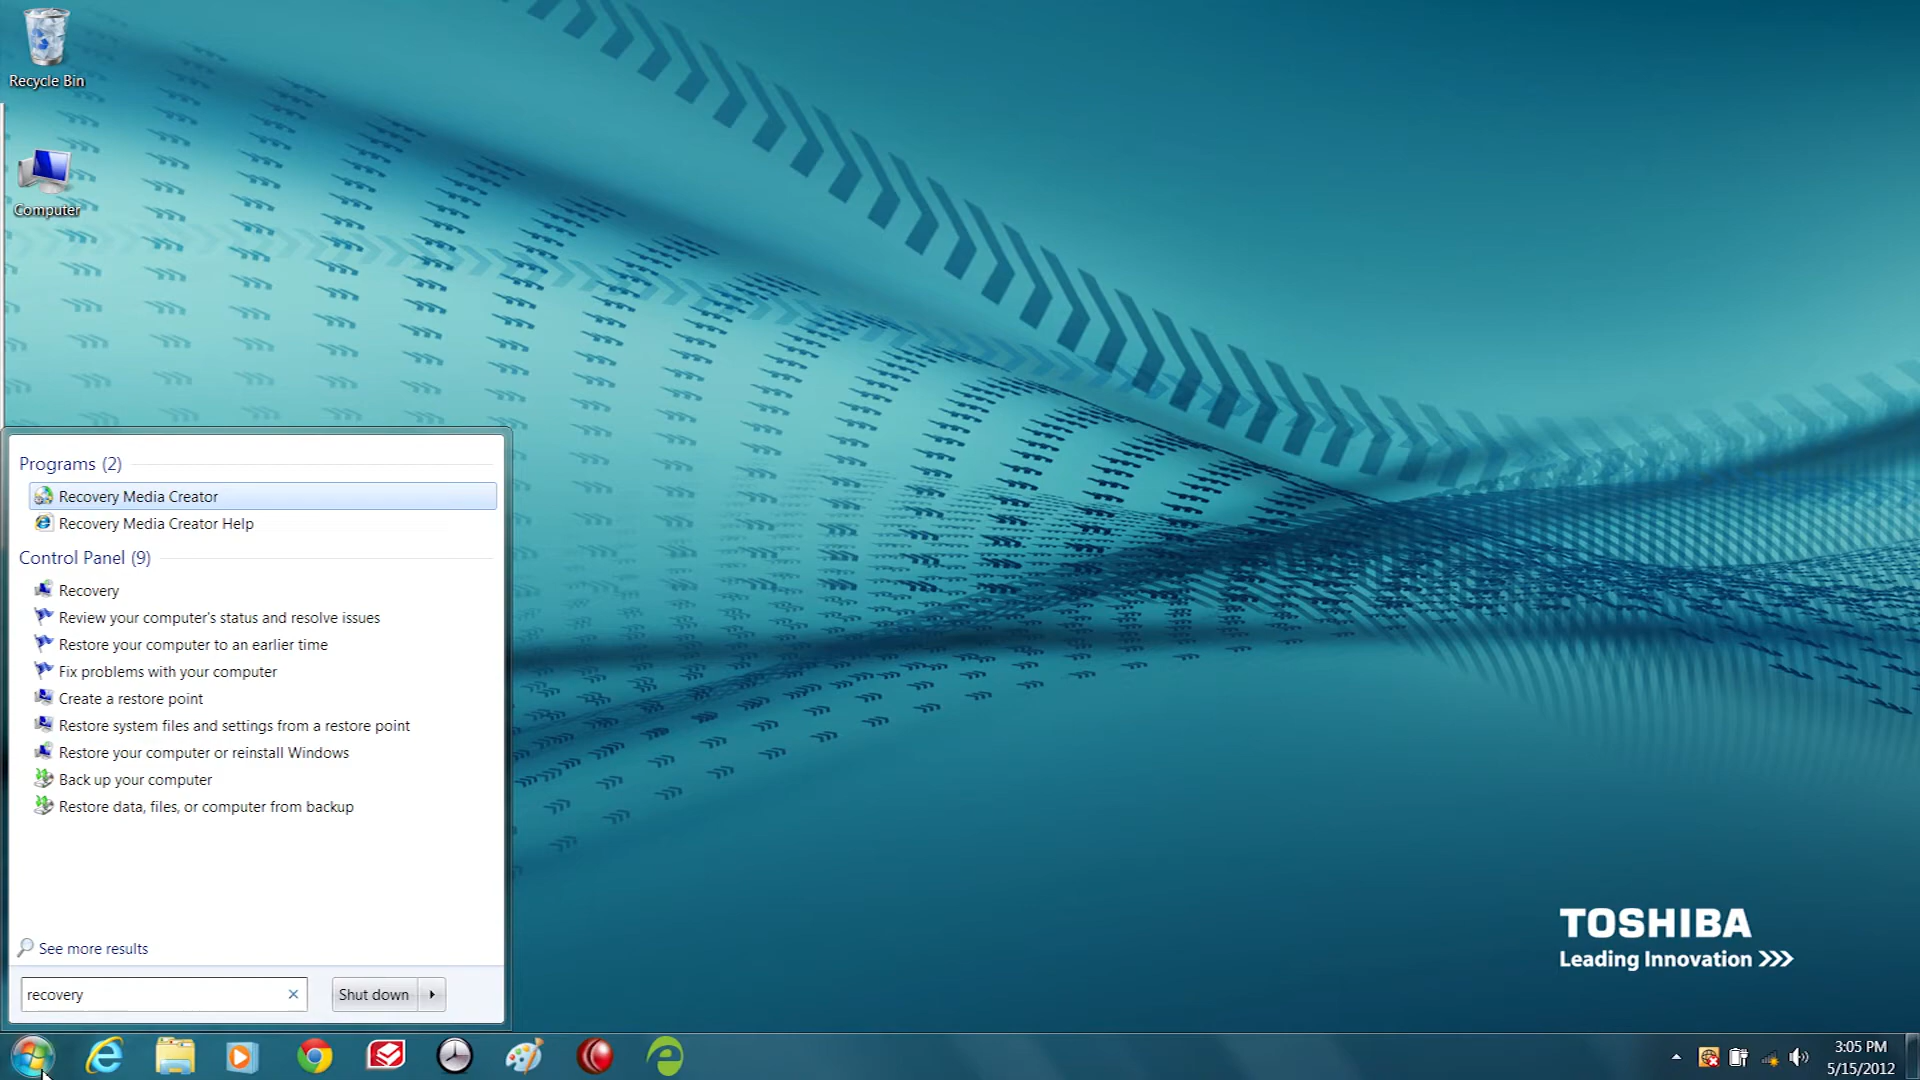 Recycle Bin
Computer
Programs (2)
Recovery Media Creator
Recovery Media Creator Help
Control Panel (9)
Recovery
Review your computer's status and resolve issues
Restore your computer to an earlier time
Fix problems with your computer
Create a restore point
Restore system files and settings from a restore point
Restore your computer or reinstall Windows
Back up your computer
Restore data, files, or computer from backup
See more results
recovery
Shut down
TOSHIBA
Leading Innovation >>>
3:05 PM
5/15/2012